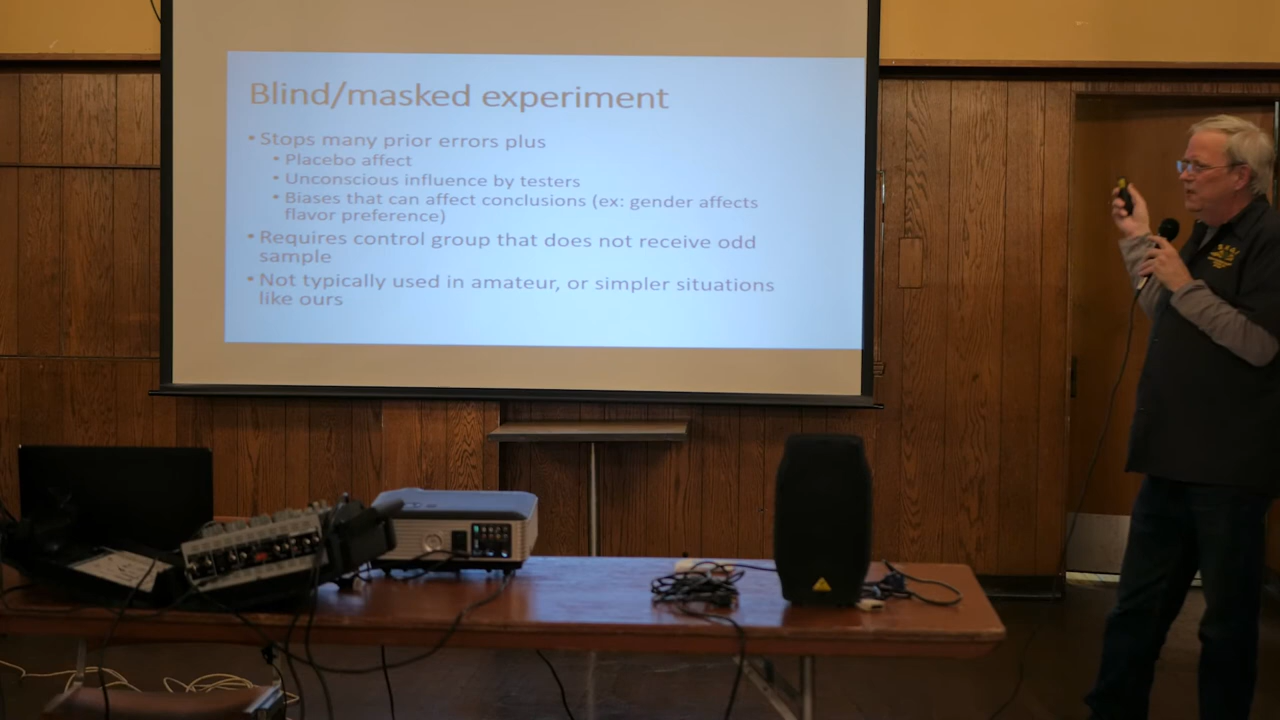 Blind/masked experiment
• Stops many prior errors plus
• Placebo affect
• Unconscious influence by testers
• Biases that can affect conclusions (ex: gender affects
flavor preference)
• Requires control group that does not receive odd
sample
• Not typically used in amateur, or simpler situations
like ours